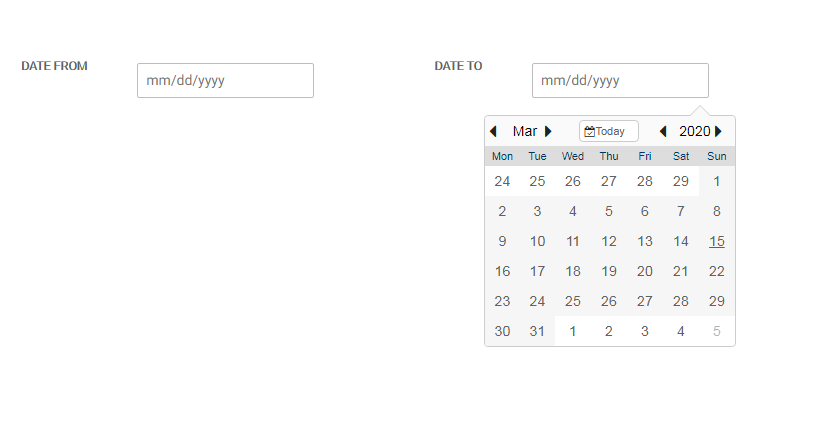 DATE FROM mm/dd/yyyy DATE TO mm/dd/yyyy
Mar Today 2020
Mon Tue Wed Thu Fri Sat Sun
24 25 26 27 28 29 1
2 3 4 5 6 7 8
9 10 11 12 13 14 15
16 17 18 19 20 21 22
23 24 25 26 27 28 29
30 31 1 2 3 4 5